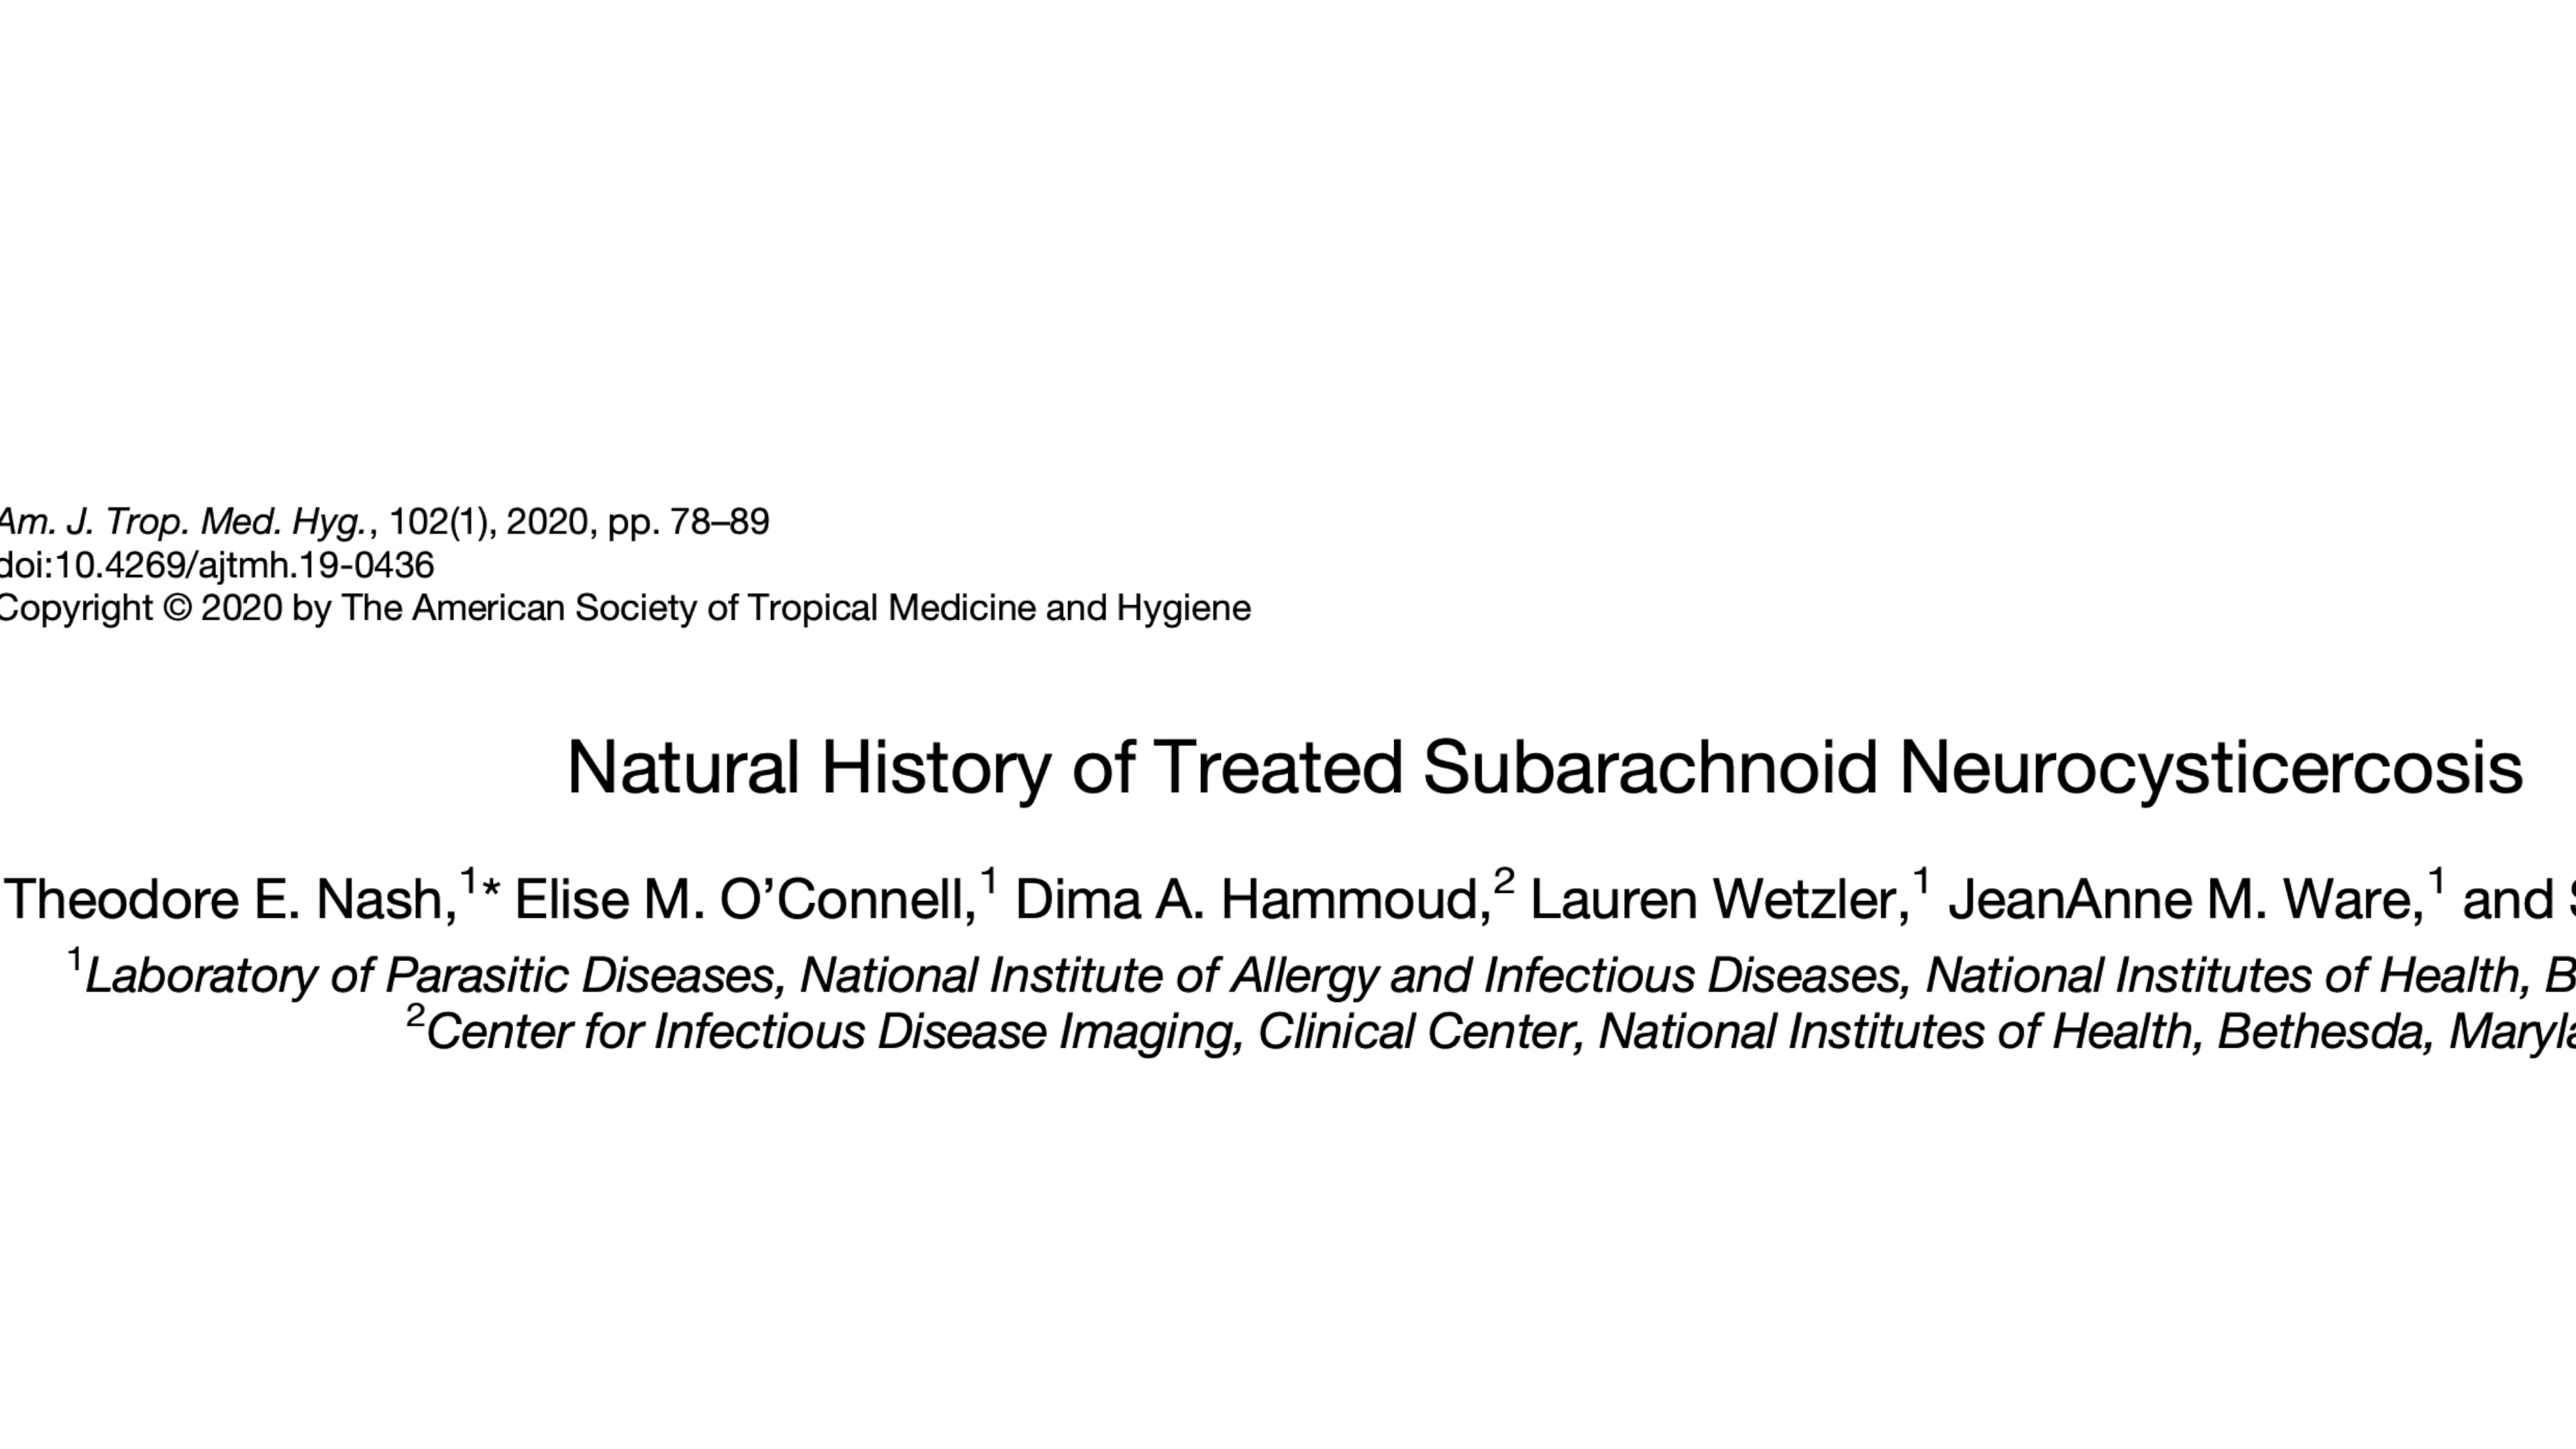 Am. J. Trop. Med. Hyg., 102(1), 2020, pp. 78–89
doi:10.4269/ajtmh.19-0436
Copyright © 2020 by The American Society of Tropical Medicine and Hygiene
Natural History of Treated Subarachnoid Neurocysticercosis
Theodore E. Nash,1* Elise M. O’Connell,1 Dima A. Hammoud,2 Lauren Wetzler,1 JeanAnne M. Ware,1 and
1Laboratory of Parasitic Diseases, National Institute of Allergy and Infectious Diseases, National Institutes of Health,
2Center for Infectious Disease Imaging, Clinical Center, National Institutes of Health, Bethesda,